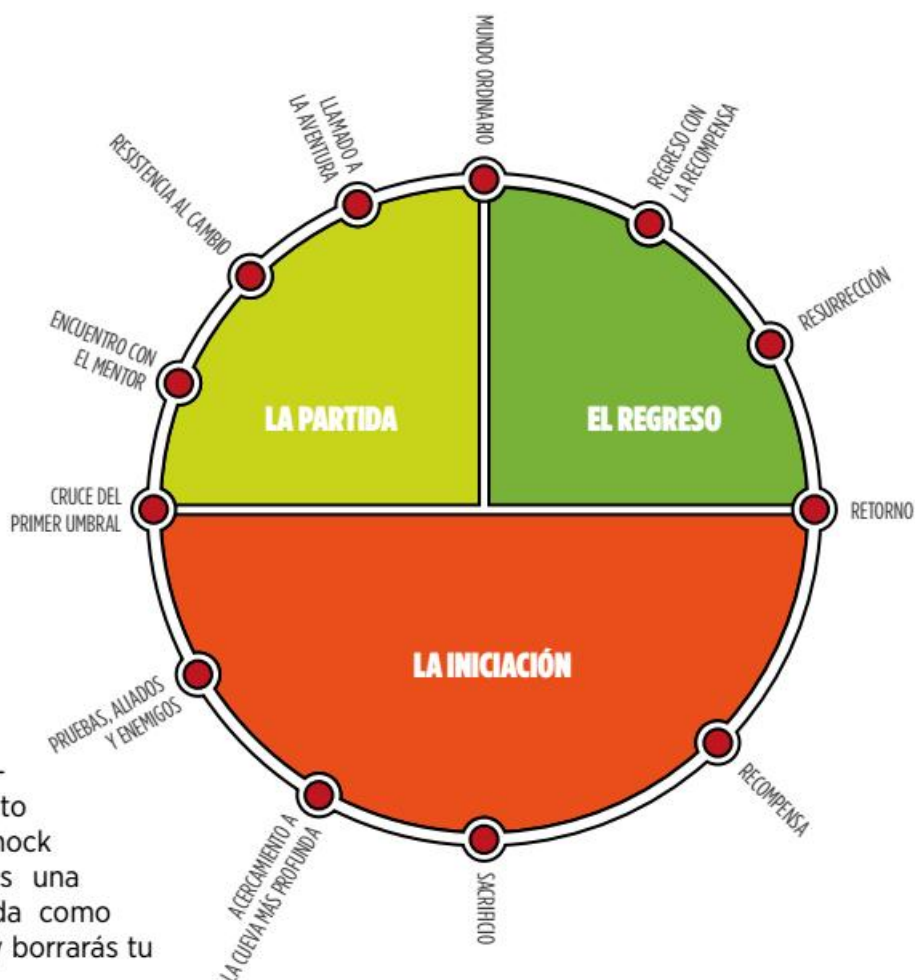 MUNDO ORDINARIO
LLAMADO A
LA AVENTURA
RESISTENCIA AL CAMBIO
ENCUENTRO CON
EL MENTOR
CRUCE DEL
PRIMER UMBRAL
PRUEBAS, ALIADOS
Y ENEMIGOS
ACERCAMIENTO A
LA CUEVA MÁS PROFUNDA
SACRIFICIO
RECOMPENSA
RETORNO
RESURRECCIÓN
REGRESO CON
LA RECOMPENSA
LA PARTIDA
EL REGRESO
LA INICIACIÓN
to
nock
s una
da como
borrarás tu